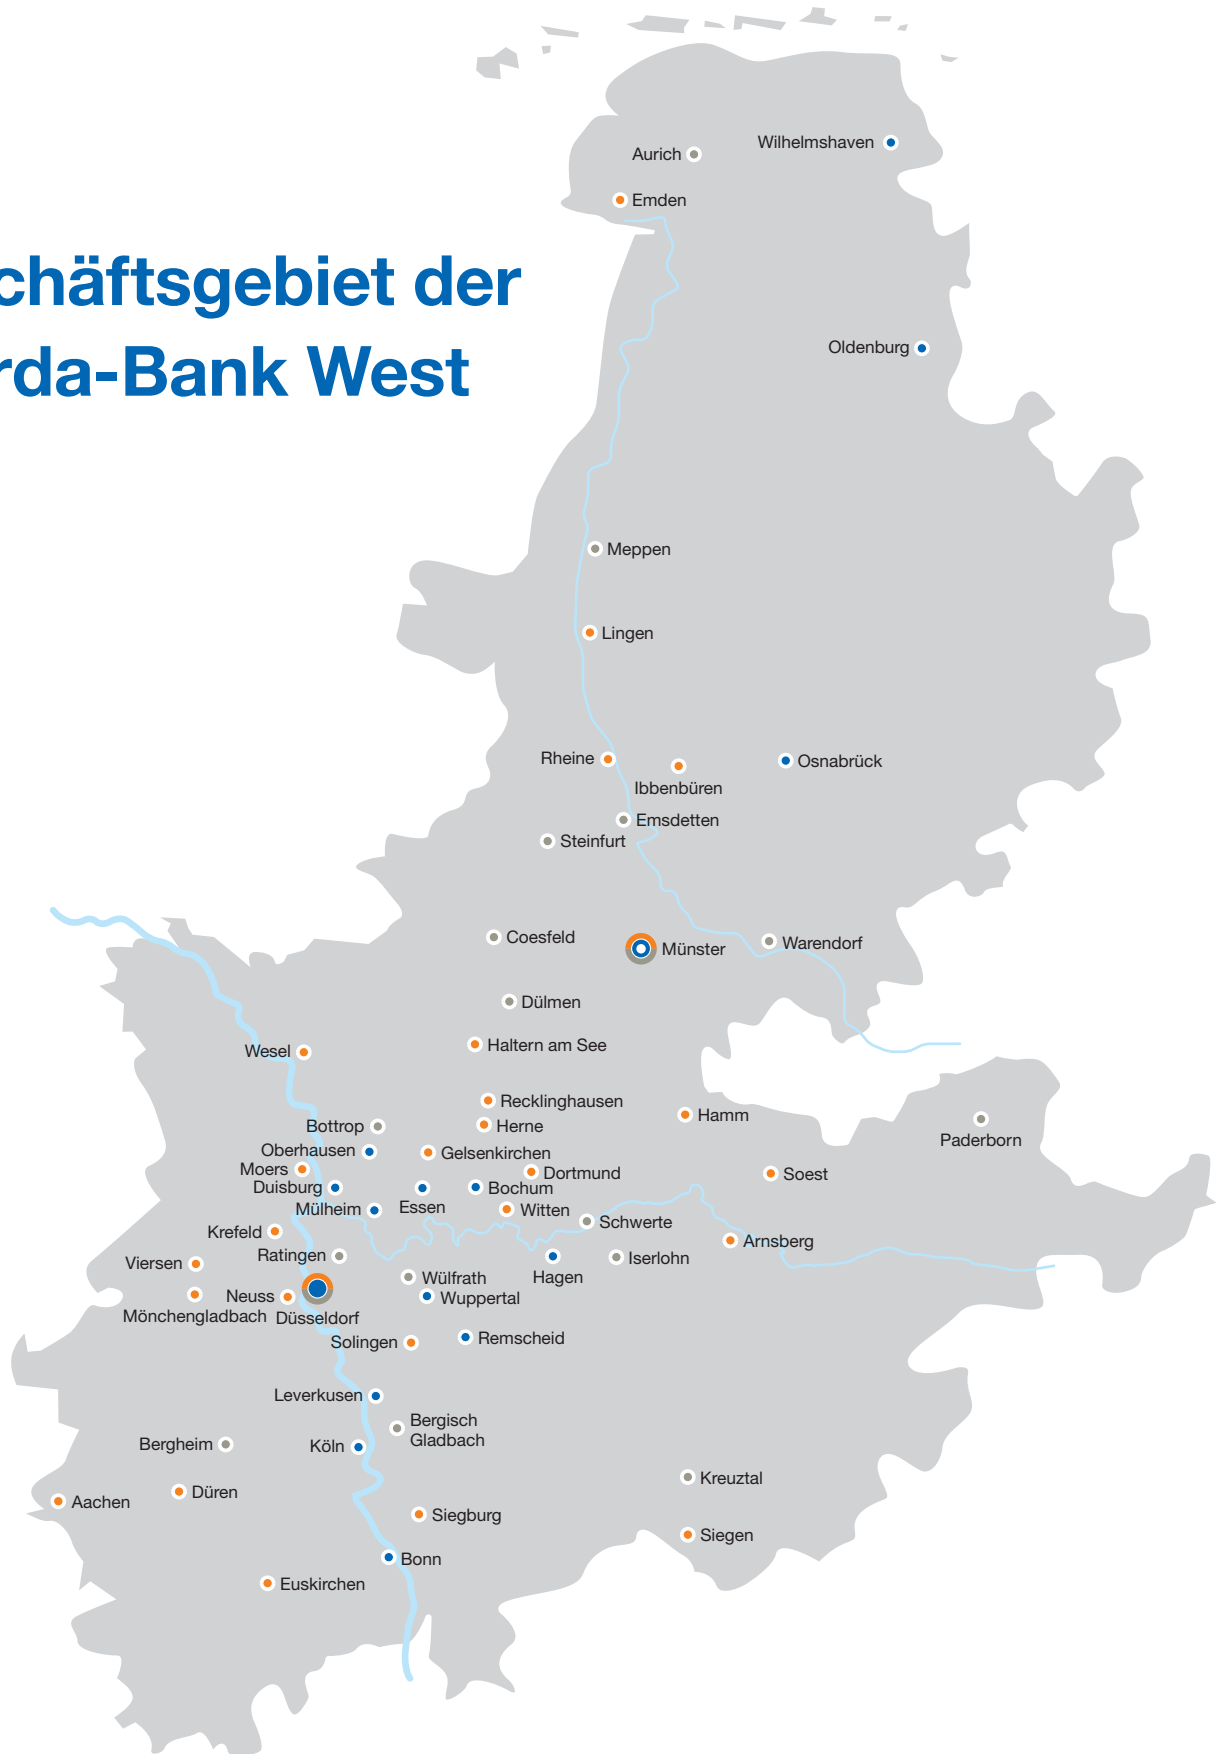 chäftsgebiet der
rda-Bank West
Wilhelmshaven
Aurich
Emden
Oldenburg
Meppen
Lingen
Rheine
Osnabrück
Ibbenbüren
Emsdetten
Steinfurt
Coesfeld
Münster
Warendorf
Dülmen
Haltern am See
Wesel
Recklinghausen
Hamm
Bottrop
Herne
Paderborn
Oberhausen
Gelsenkirchen
Moers
Dortmund
Soest
Duisburg
Bochum
Mülheim
Essen
Witten
Schwerte
Krefeld
Arnsberg
Ratingen
Iserlohn
Viersen
Wülfrath
Hagen
Neuss
Wuppertal
Mönchengladbach
Düsseldorf
Solingen
Remscheid
Leverkusen
Bergisch
Gladbach
Bergheim
Köln
Kreuztal
Düren
Aachen
Siegburg
Siegen
Bonn
Euskirchen